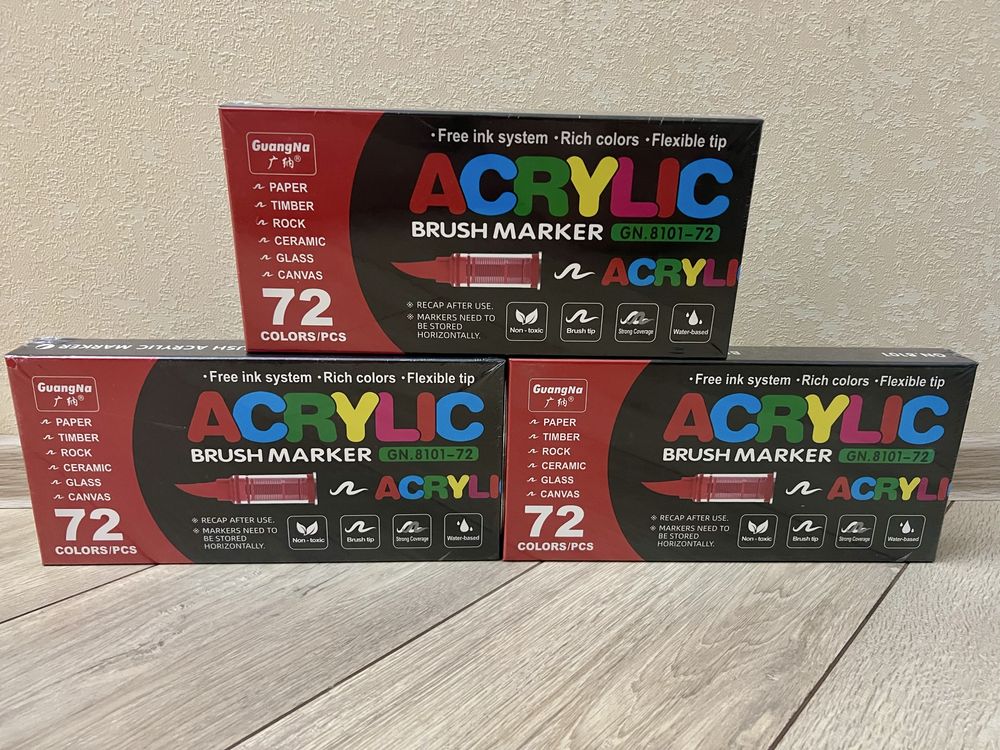 ·Free ink system ·Rich colors ·Flexible tip
GuangNa
广纳®
ACRYLIC
PAPER
TIMBER
ROCK
CERAMIC
GLASS
CANVAS
BRUSH MARKER GN.8101-72
ACRYLI
72
COLORS/PCS
※ RECAP AFTER USE.
※ MARKERS NEED TO
BE STORED
HORIZONTALLY.
Non-toxic
Brush tip
Strong Coverage
Water-based
BRUSH ACRYLIC MARKER
·Free ink system ·Rich colors ·Flexible tip
GuangNa
广纳®
ACRYLIC
PAPER
TIMBER
ROCK
CERAMIC
GLASS
CANVAS
BRUSH MARKER GN.8101-72
ACRYLI
72
COLORS/PCS
※ RECAP AFTER USE.
※ MARKERS NEED TO
BE STORED
HORIZONTALLY.
Non-toxic
Brush tip
Strong Coverage
Water-based
GN.8101
·Free ink system ·Rich colors ·Flexible tip
GuangNa
广纳®
ACRYLIC
PAPER
TIMBER
ROCK
CERAMIC
GLASS
CANVAS
BRUSH MARKER GN.8101-72
ACRYLI
72
COLORS/PCS
※ RECAP AFTER USE.
※ MARKERS NEED TO
BE STORED
HORIZONTALLY.
Non-toxic
Brush tip
Strong Coverage
Water-based